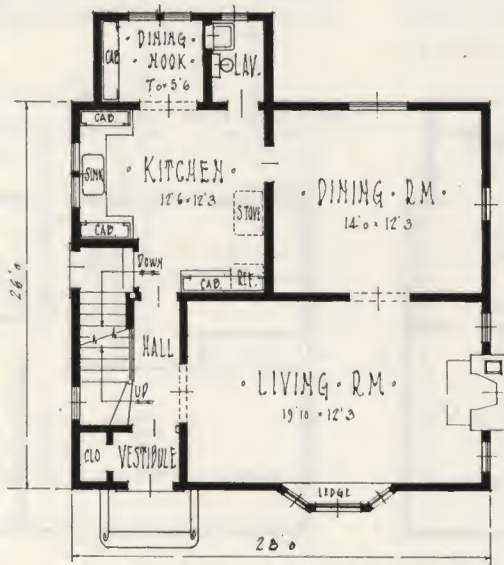 · DINING ·
NOOK
7'0 × 5'6
CAB.
LAV.
CAB.
· KITCHEN ·
12'6 × 12'3
SINK
STOVE
CAB.
DOWN
CAB.
REF.
· DINING · RM ·
14'0 × 12'3
26'0
HALL
UP
· LIVING · RM ·
19'10 × 12'3
CLO
VESTIBULE
LEDGE
28'0